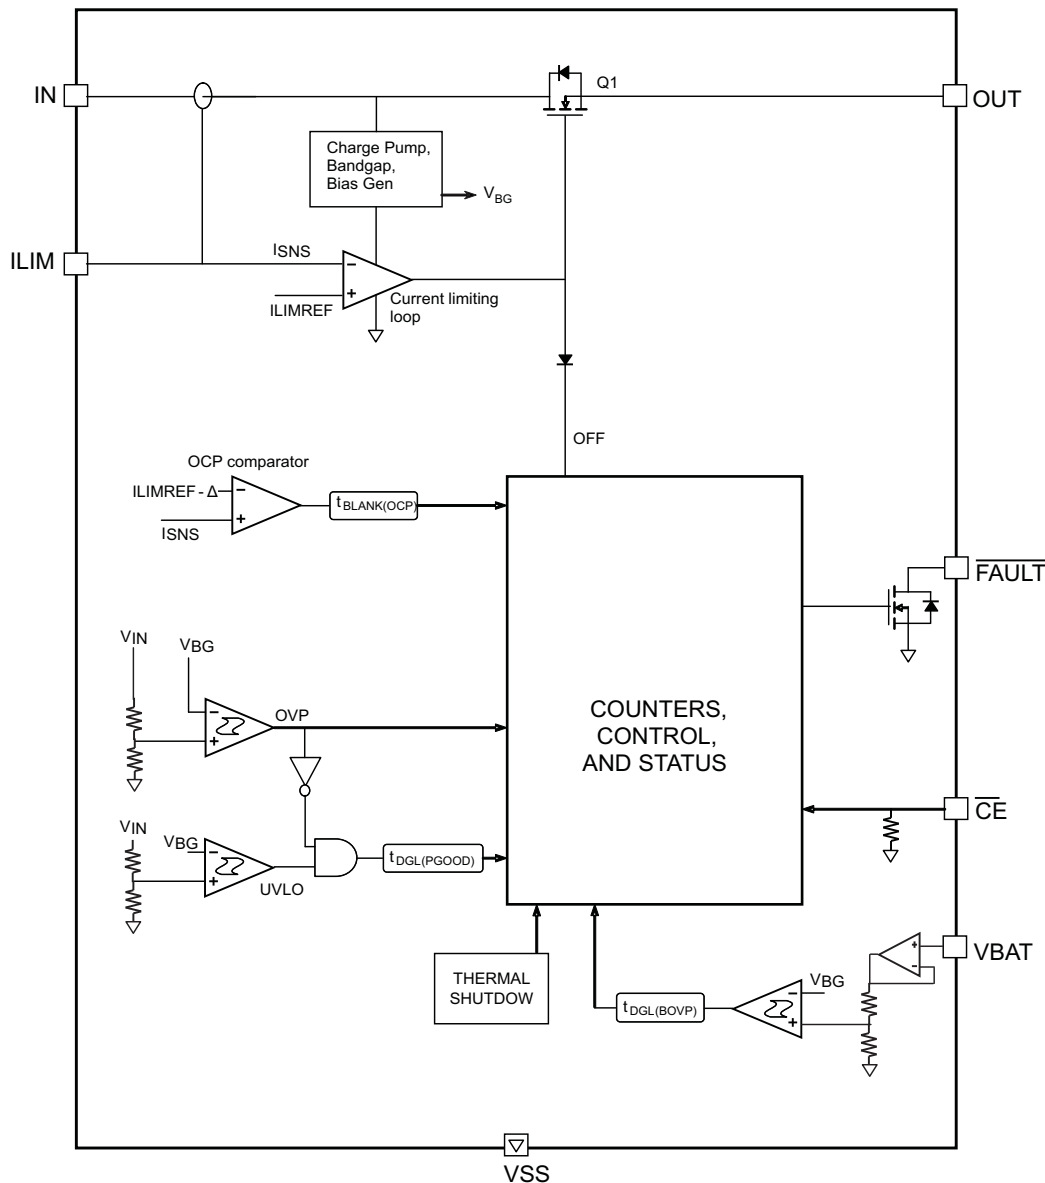 IN
Q1
OUT
Charge Pump,
Bandgap,
Bias Gen
VBG
ILIM
ISNS
−
+
ILIMREF
Current limiting
loop
OFF
OCP comparator
ILIMREF - Δ
−
+
ISNS
tBLANK(OCP)
FAULT
VIN
VBG
−
+
OVP
COUNTERS,
CONTROL,
AND STATUS
CE
VIN
VBG
−
+
UVLO
tDGL(PGOOD)
VBAT
+
−
THERMAL
SHUTDOW
tDGL(BOVP)
VBG
−
+
VSS